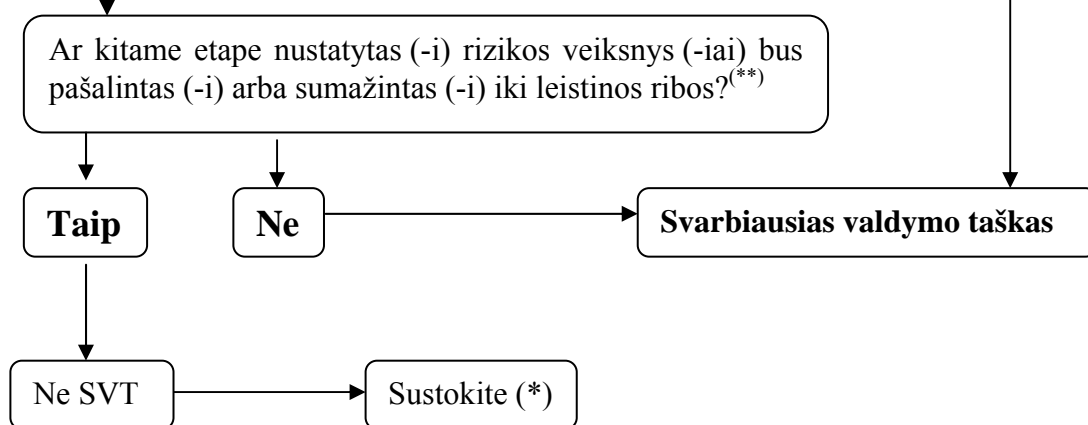 Ar kitame etape nustatytas (-i) rizikos veiksnys (-iai) bus
pašalintas (-i) arba sumažintas (-i) iki leistinos ribos?(**)
Taip
Ne
Svarbiausias valdymo taškas
Ne SVT
Sustokite (*)